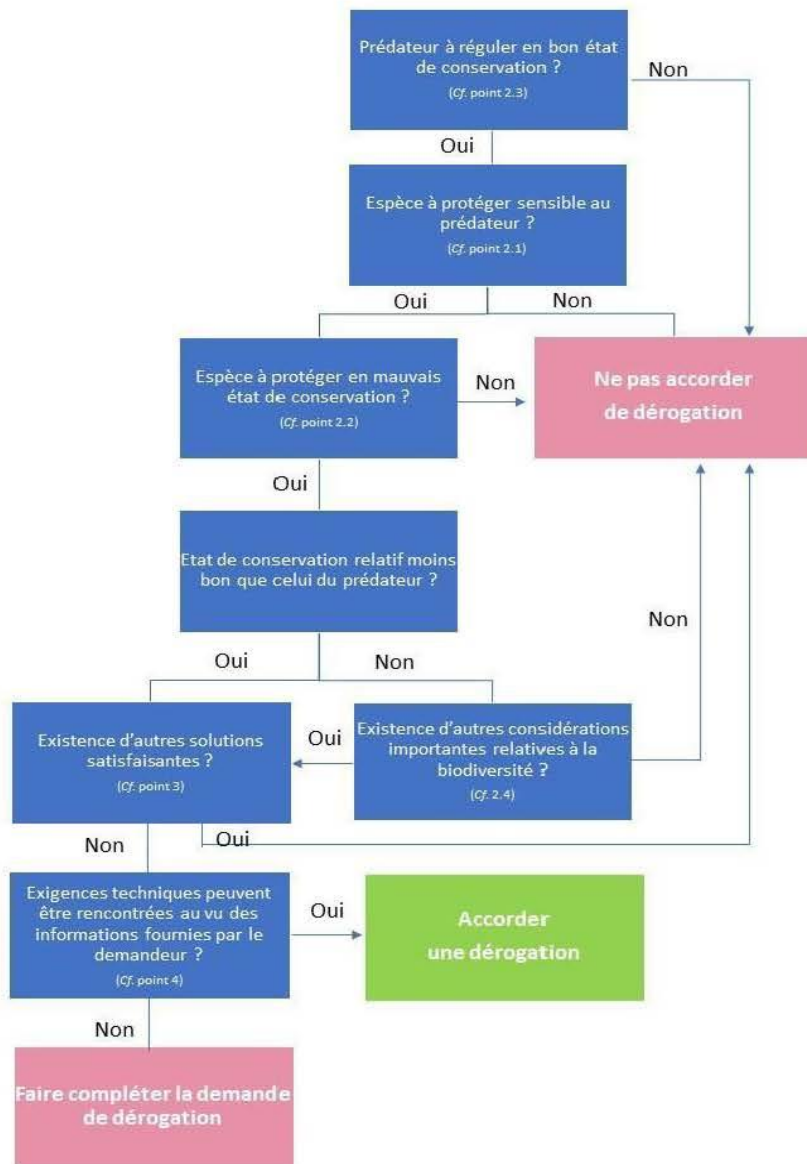 Prédateur à réguler en bon état
de conservation ?
(Cf. point 2.3)
Non
Oui
Espèce à protéger sensible au
prédateur ?
(Cf. point 2.1)
Oui
Non
Espèce à protéger en mauvais
état de conservation ?
(Cf. point 2.2)
Non
Ne pas accorder
de dérogation
Oui
Etat de conservation relatif moins
bon que celui du prédateur ?
Non
Oui
Non
Existence d'autres solutions
satisfaisantes ?
(Cf. point 3)
Oui
Existence d'autres considérations
importantes relatives à la
biodiversité ?
(Cf. 2.4)
Non
Oui
Exigences techniques peuvent
être rencontrées au vu des
informations fournies par le
demandeur ?
(Cf. point 4)
Oui
Accorder
une dérogation
Non
Faire compléter la demande
de dérogation